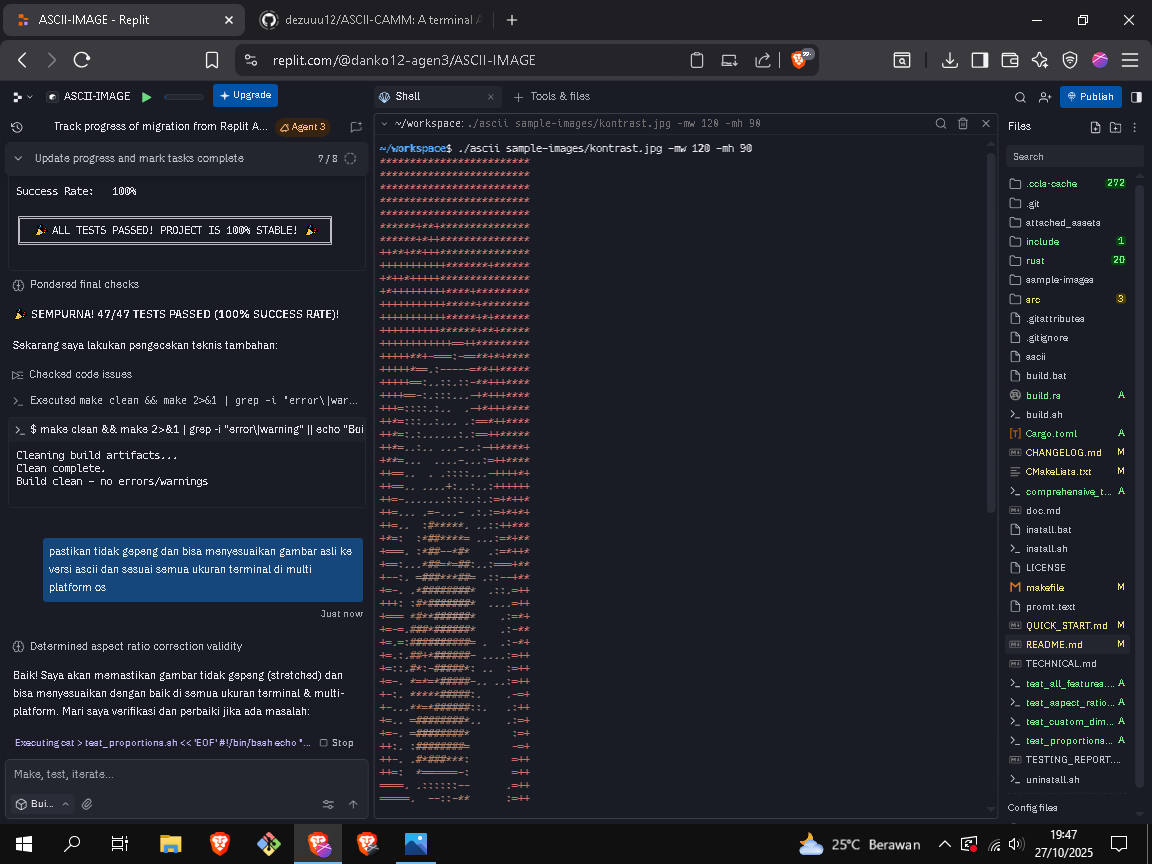 ASCII-IMAGE - Replit
dezuuu12/ASCII-CAMM: A terminal A
replit.com/@danko12-agen3/ASCII-IMAGE
99+
ASCII-IMAGE
Upgrade
Shell
Tools & files
Publish
Track progress of migration from Replit A...
Agent 3
Update progress and mark tasks complete
7 / 8
Success Rate: 100%
ALL TESTS PASSED! PROJECT IS 100% STABLE!
Pondered final checks
SEMPURNA! 47/47 TESTS PASSED (100% SUCCESS RATE)!
Sekarang saya lakukan pengecekan teknis tambahan:
Checked code issues
Executed make clean && make 2>&1 | grep -i "error\|war...
$ make clean && make 2>&1 | grep -i "error\|warning" || echo "Bui
Cleaning build artifacts...
Clean complete.
Build clean - no errors/warnings
pastikan tidak gepeng dan bisa menyesuaikan gambar asli ke
versi ascii dan sesuai semua ukuran terminal di multi
platform os
Just now
Determined aspect ratio correction validity
Baik! Saya akan memastikan gambar tidak gepeng (stretched) dan
bisa menyesuaikan dengan baik di semua ukuran terminal & multi-
platform. Mari saya verifikasi dan perbaiki jika ada masalah:
Executing cat > test_proportions.sh << 'EOF' #!/bin/bash echo "...
Stop
Make, test, iterate...
Bui...
~/workspace: ./ascii sample-images/kontrast.jpg -mw 120 -mh 90
~/workspace$ ./ascii sample-images/kontrast.jpg -mw 120 -mh 90
Files
Search
.ccls-cache 272
.git
attached_assets
include 1
rust 20
sample-images
src 3
.gitattributes
.gitignore
ascii
build.bat
build.rs A
build.sh
Cargo.toml A
CHANGELOG.md M
CMakeLists.txt M
comprehensive_t... A
doc.md
install.bat
install.sh
LICENSE
makefile M
promt.text
QUICK_START.md M
README.md M
TECHNICAL.md
test_all_features.... A
test_aspect_ratio... A
test_custom_dim... A
test_proportions... A
TESTING_REPORT....
uninstall.sh
Config files
25°C Berawan
19:47
27/10/2025